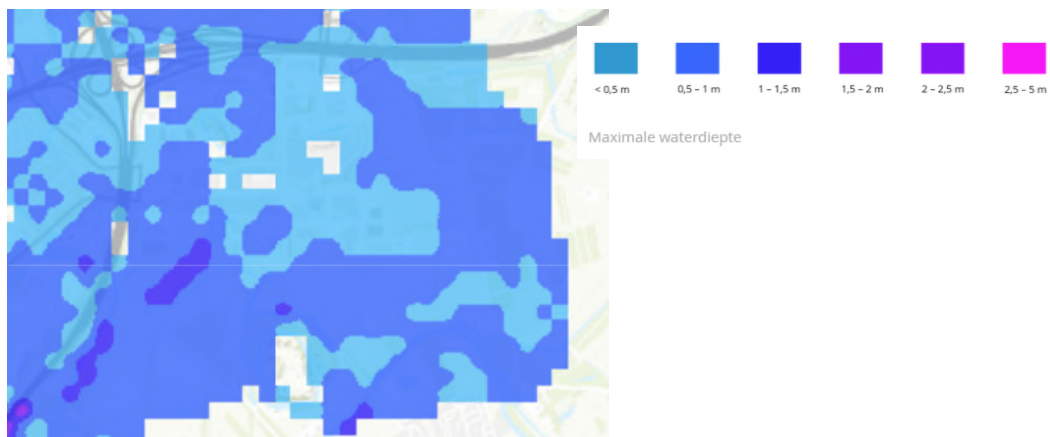 < 0,5 m 0,5 – 1 m 1 – 1,5 m 1,5 – 2 m 2 – 2,5 m 2,5 – 5 m
Maximale waterdiepte